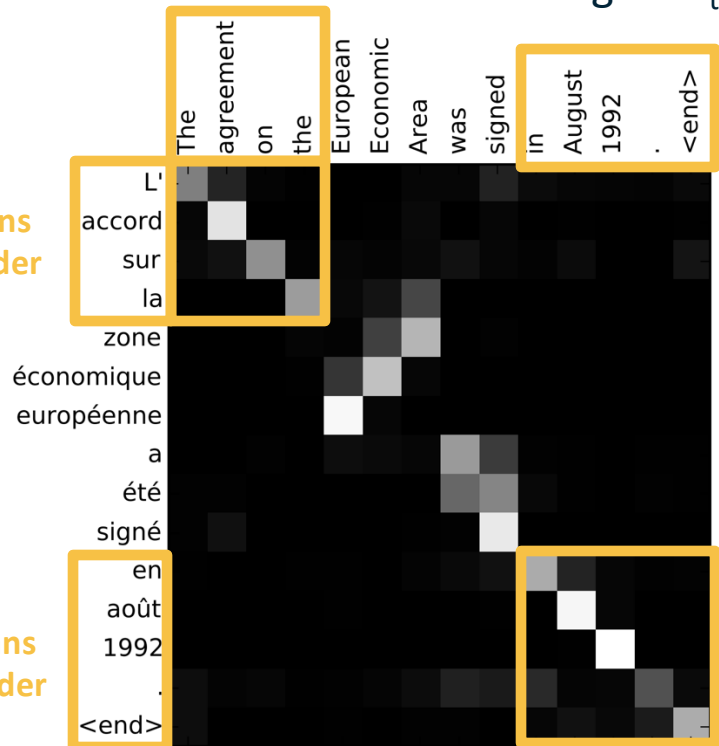 The
agreement
on
the
European
Economic
Area
was
signed
in
August
1992
.
<end>
L'
accord
sur
la
zone
économique
européenne
a
été
signé
en
août
1992
.
<end>